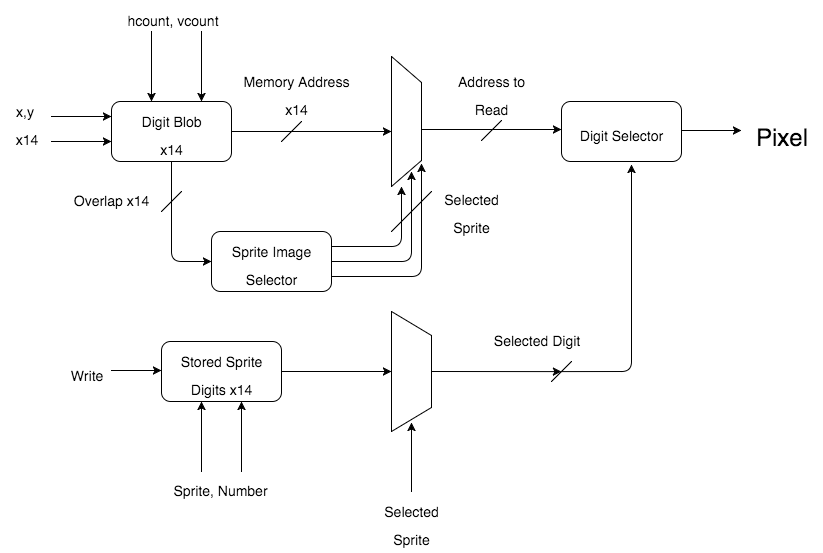 hcount, vcount
x,y
x14
Digit Blob
x14
Memory Address
x14
Address to
Read
Digit Selector
Pixel
Overlap x14
Selected
Sprite
Sprite Image
Selector
Write
Stored Sprite
Digits x14
Selected Digit
Sprite, Number
Selected
Sprite